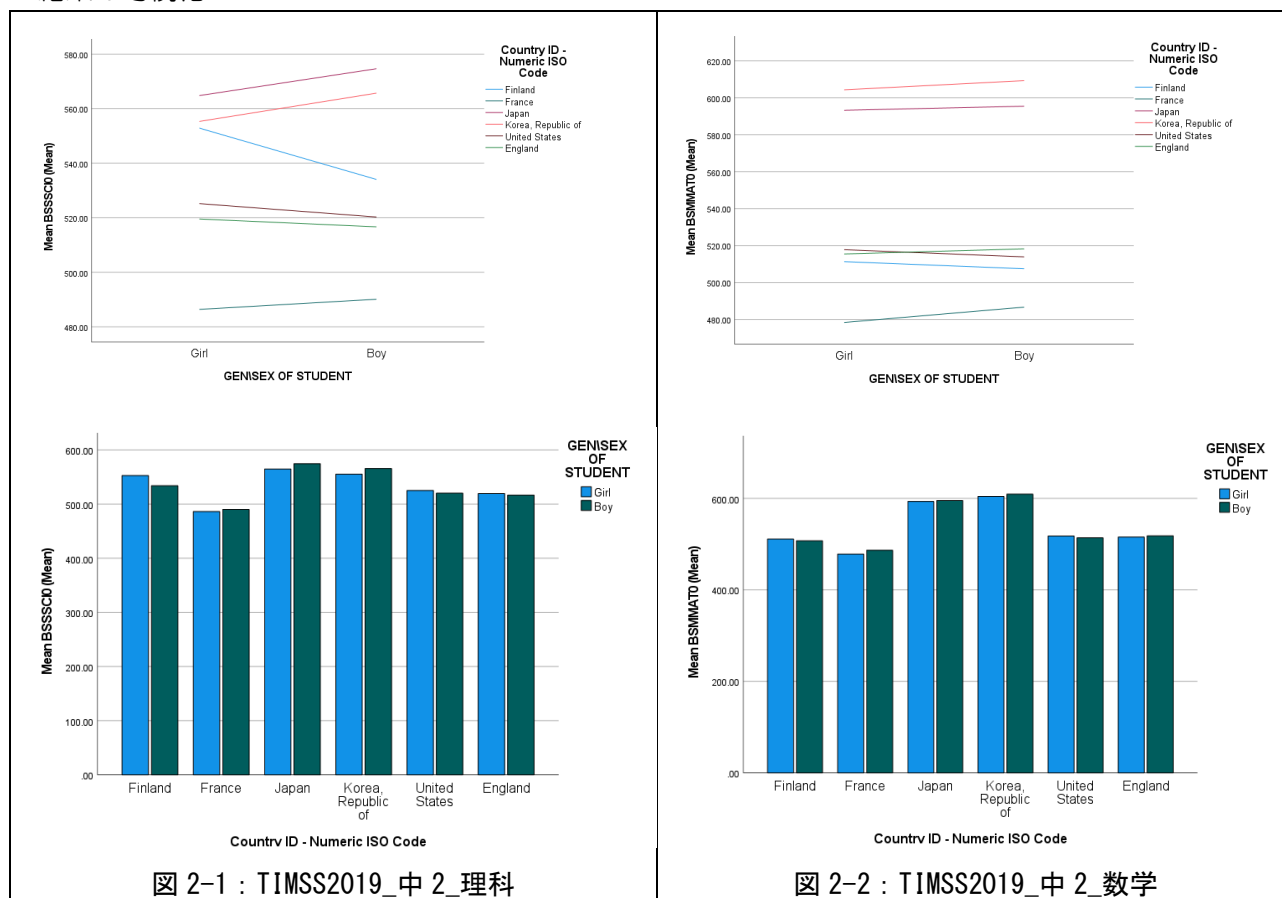 580.00
560.00
540.00
520.00
500.00
480.00
Mean BSSSCI0 (Mean)
Girl
Boy
GEN\SEX OF STUDENT
Country ID -
Numeric ISO
Code
Finland
France
Japan
Korea, Republic of
United States
England
620.00
600.00
580.00
560.00
540.00
520.00
500.00
480.00
Mean BSMMAT0 (Mean)
Girl
Boy
GEN\SEX OF STUDENT
Country ID -
Numeric ISO
Code
Finland
France
Japan
Korea, Republic of
United States
England
600.00
500.00
400.00
300.00
200.00
100.00
.00
Mean BSSSCI0 (Mean)
Finland
France
Japan
Korea,
Republic
of
United
States
England
Country ID - Numeric ISO Code
GEN\SEX
OF
STUDENT
Girl
Boy
図 2-1：TIMSS2019_中 2_理科
600.00
400.00
200.00
.00
Mean BSMMAT0 (Mean)
Finland
France
Japan
Korea,
Republic
of
United
States
England
Country ID - Numeric ISO Code
GEN\SEX
OF
STUDENT
Girl
Boy
図 2-2：TIMSS2019_中 2_数学